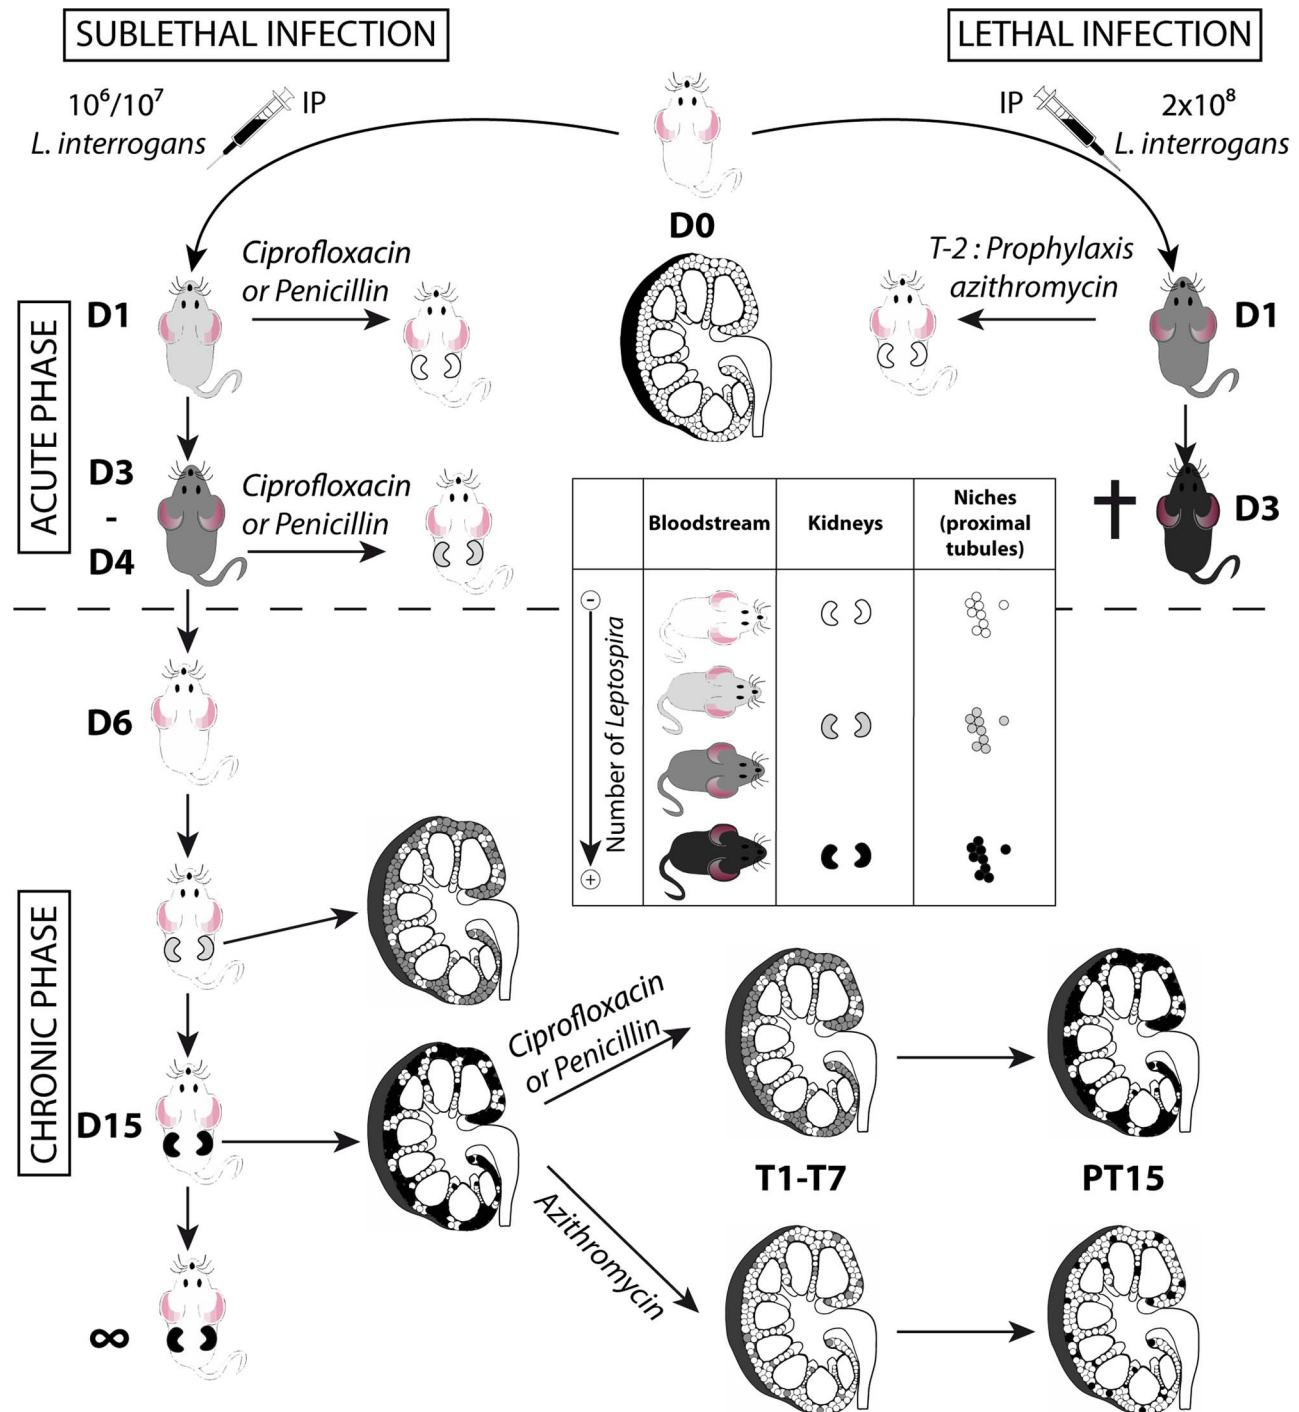 SUBLETHAL INFECTION
LETHAL INFECTION
10⁶/10⁷
L. interrogans
IP
IP
2x10⁸
L. interrogans
D0
ACUTE PHASE
D1
Ciprofloxacin
or Penicillin
T-2 : Prophylaxis
azithromycin
D1
D3
-
D4
Ciprofloxacin
or Penicillin
D3
Bloodstream
Kidneys
Niches
(proximal
tubules)
-
Number of Leptospira
+
D6
CHRONIC PHASE
D15
∞
Ciprofloxacin
or Penicillin
Azithromycin
T1-T7
PT15